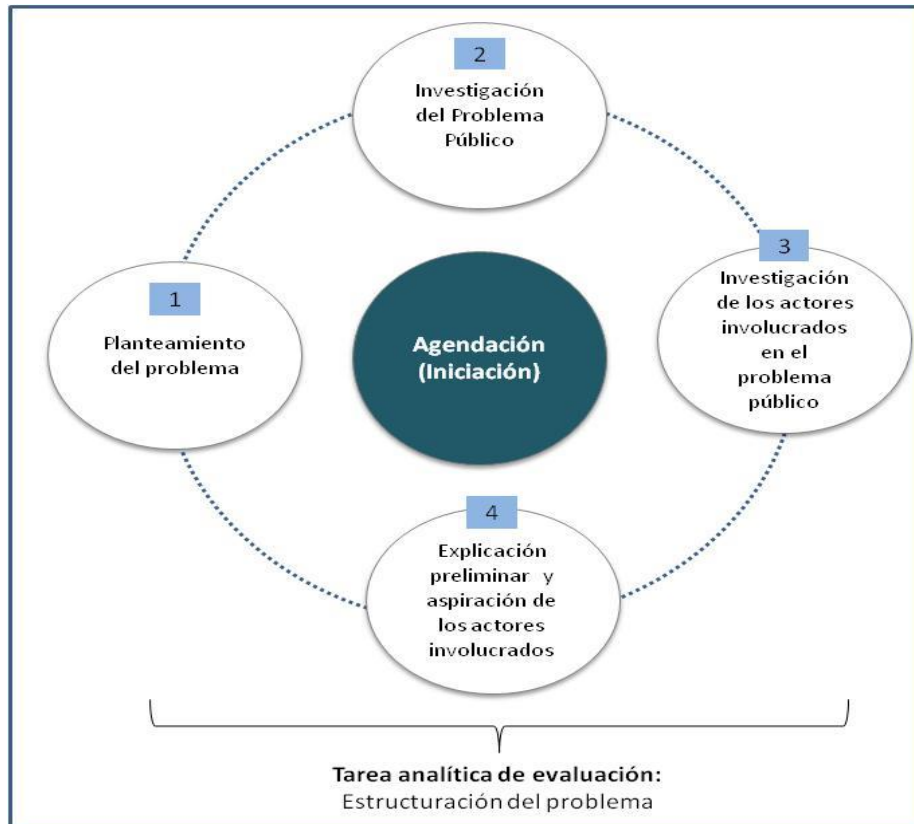 2
Investigación
del Problema
Público
3
Investigación
de los actores
involucrados
en el
problema
público
1
Planteamiento
del problema
Agendación
(Iniciación)
4
Explicación
preliminar y
aspiración de
los actores
involucrados
Tarea analítica de evaluación:
Estructuración del problema